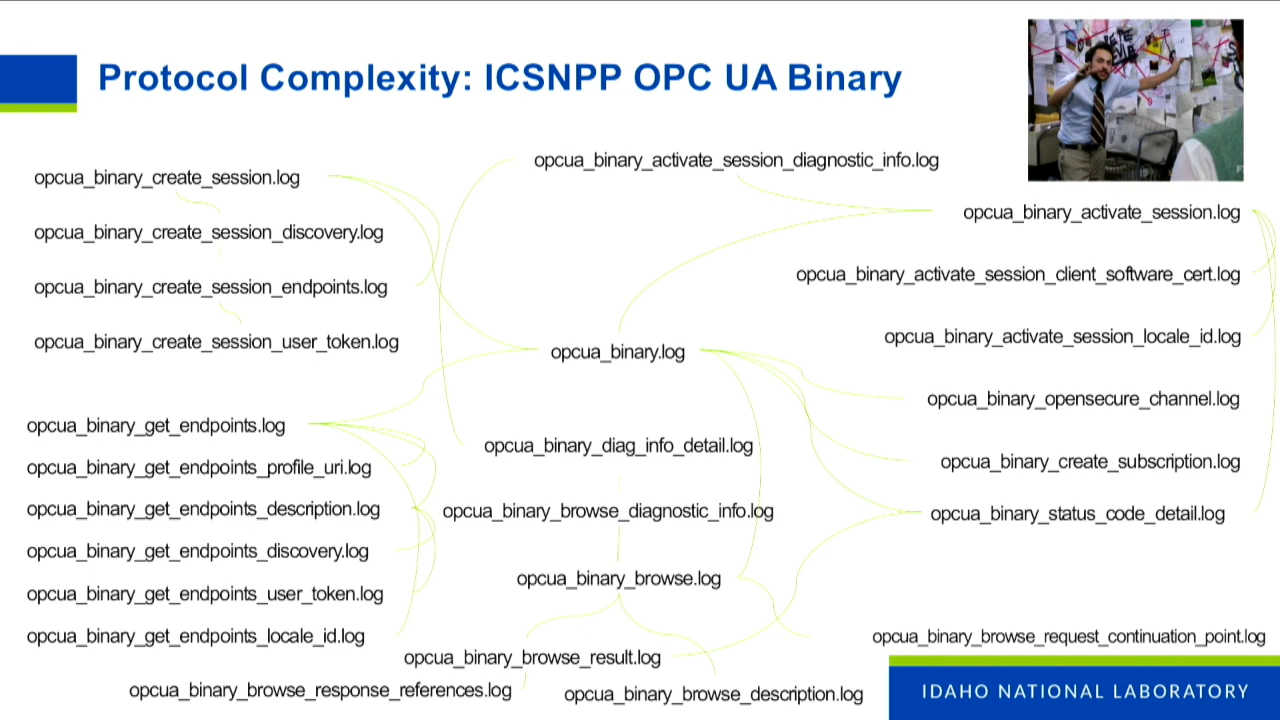 Protocol Complexity: ICSNPP OPC UA Binary
opcua_binary_create_session.log
opcua_binary_create_session_discovery.log
opcua_binary_create_session_endpoints.log
opcua_binary_create_session_user_token.log
opcua_binary_get_endpoints.log
opcua_binary_get_endpoints_profile_uri.log
opcua_binary_get_endpoints_description.log
opcua_binary_get_endpoints_discovery.log
opcua_binary_get_endpoints_user_token.log
opcua_binary_get_endpoints_locale_id.log
opcua_binary_activate_session_diagnostic_info.log
opcua_binary.log
opcua_binary_diag_info_detail.log
opcua_binary_browse_diagnostic_info.log
opcua_binary_browse.log
opcua_binary_browse_result.log
opcua_binary_browse_response_references.log
opcua_binary_browse_description.log
opcua_binary_activate_session.log
opcua_binary_activate_session_client_software_cert.log
opcua_binary_activate_session_locale_id.log
opcua_binary_opensecure_channel.log
opcua_binary_create_subscription.log
opcua_binary_status_code_detail.log
opcua_binary_browse_request_continuation_point.log
IDAHO NATIONAL LABORATORY